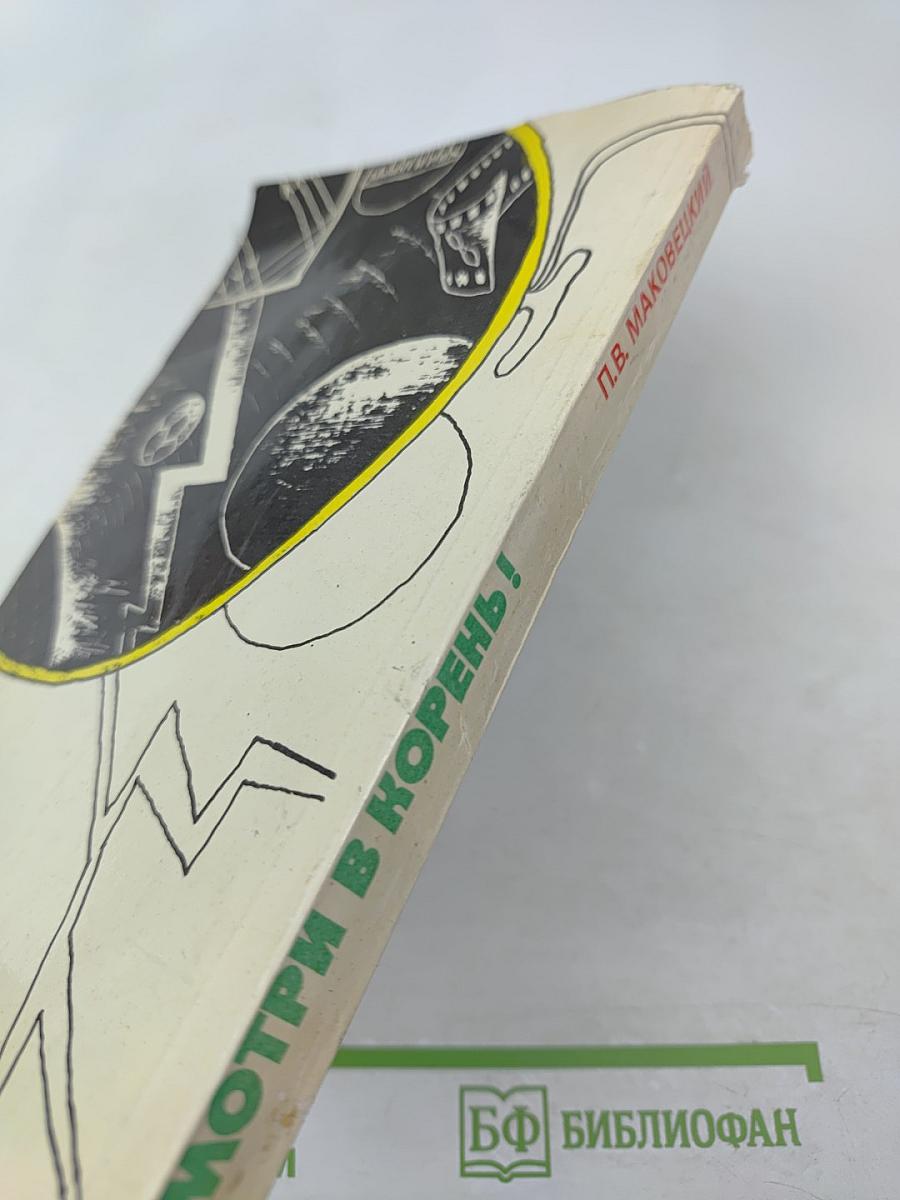 П.В. МАКОВЕЦКИЙ
МОТРИ В КОРЕНЬ!
БФ БИБЛИОФАН
И